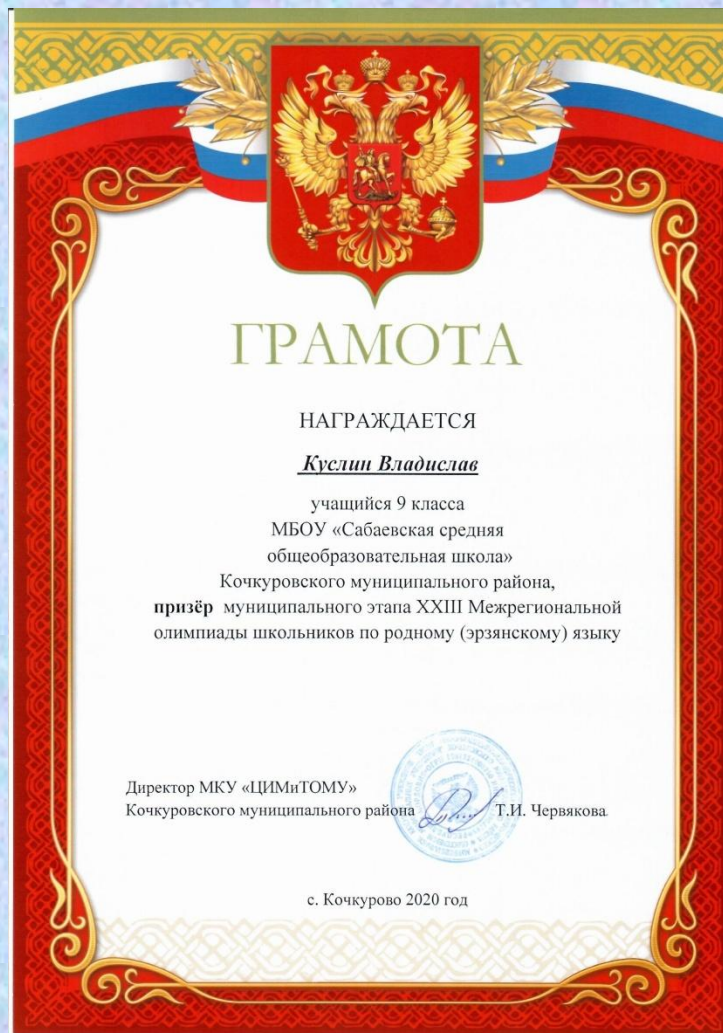 ГРАМОТА
НАГРАЖДАЕТСЯ
Куслин Владислав
учащийся 9 класса
МБОУ «Сабаевская средняя
общеобразовательная школа»
Кочкуровского муниципального района,
призёр муниципального этапа XXIII Межрегиональной
олимпиады школьников по родному (эрзянскому) языку
Директор МКУ «ЦИМиТОМУ»
Кочкуровского муниципального района Т.И. Червякова
с. Кочкурово 2020 год